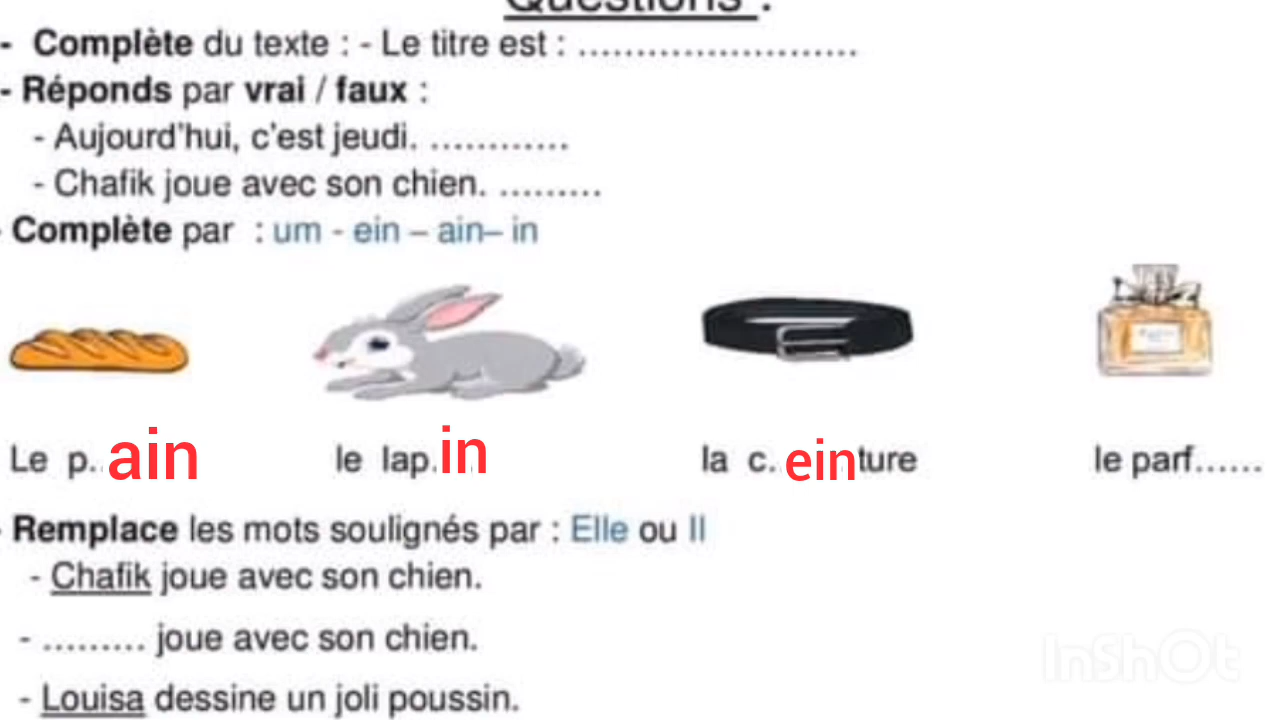 Questions :
- Complète du texte : - Le titre est : ........................
- Réponds par vrai / faux :
- Aujourd'hui, c'est jeudi. ............
- Chafik joue avec son chien. .........
- Complète par : um - ein – ain– in
Le p..ain le lap.in la c.einture le parf......
- Remplace les mots soulignés par : Elle ou Il
- Chafik joue avec son chien.
- ......... joue avec son chien.
- Louisa dessine un joli poussin.
InShOt